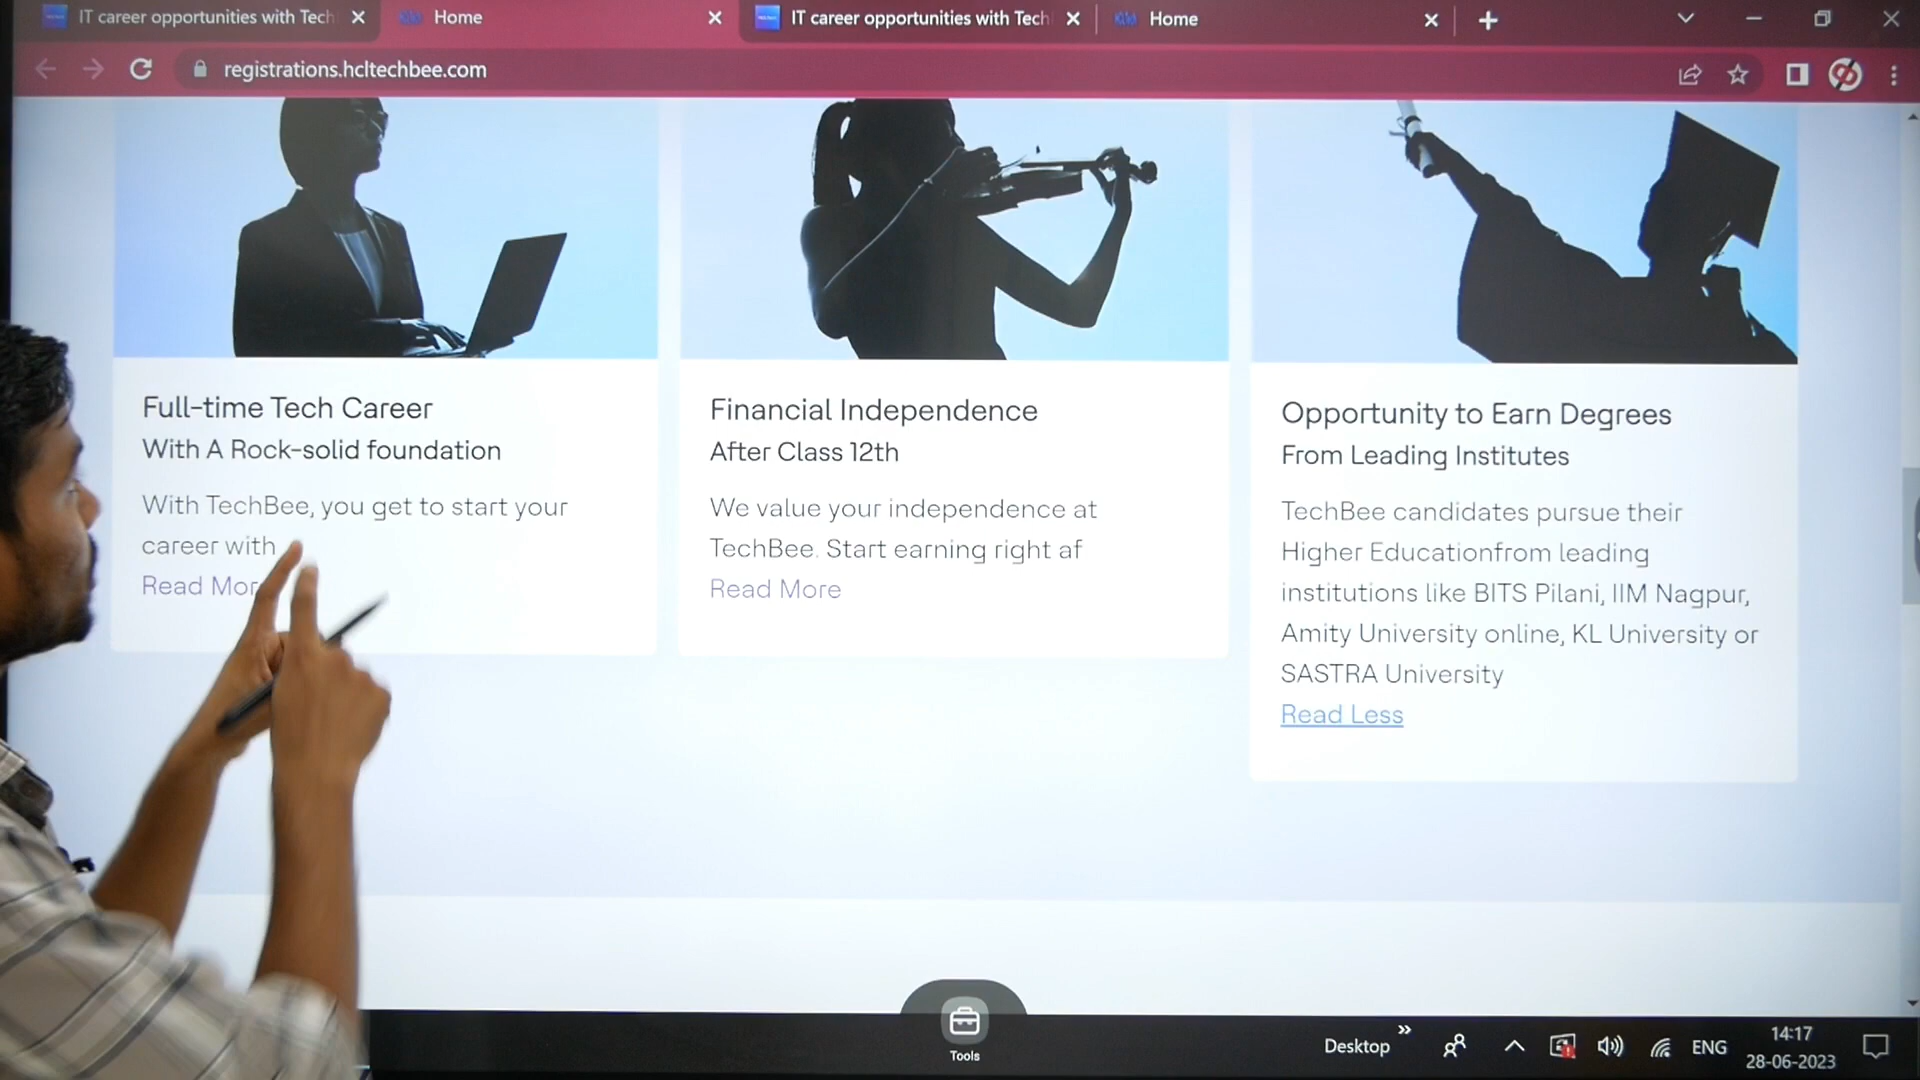 IT career opportunities with Tech
Home
IT career opportunities with Tech
Home
registrations.hcltechbee.com
Full-time Tech Career
With A Rock-solid foundation
With TechBee, you get to start your
career with
Read Mor
Financial Independence
After Class 12th
We value your independence at
TechBee. Start earning right af
Read More
Opportunity to Earn Degrees
From Leading Institutes
TechBee candidates pursue their
Higher Educationfrom leading
institutions like BITS Pilani, IIM Nagpur,
Amity University online, KL University or
SASTRA University
Read Less
Tools
Desktop
ENG
14:17
28-06-2023